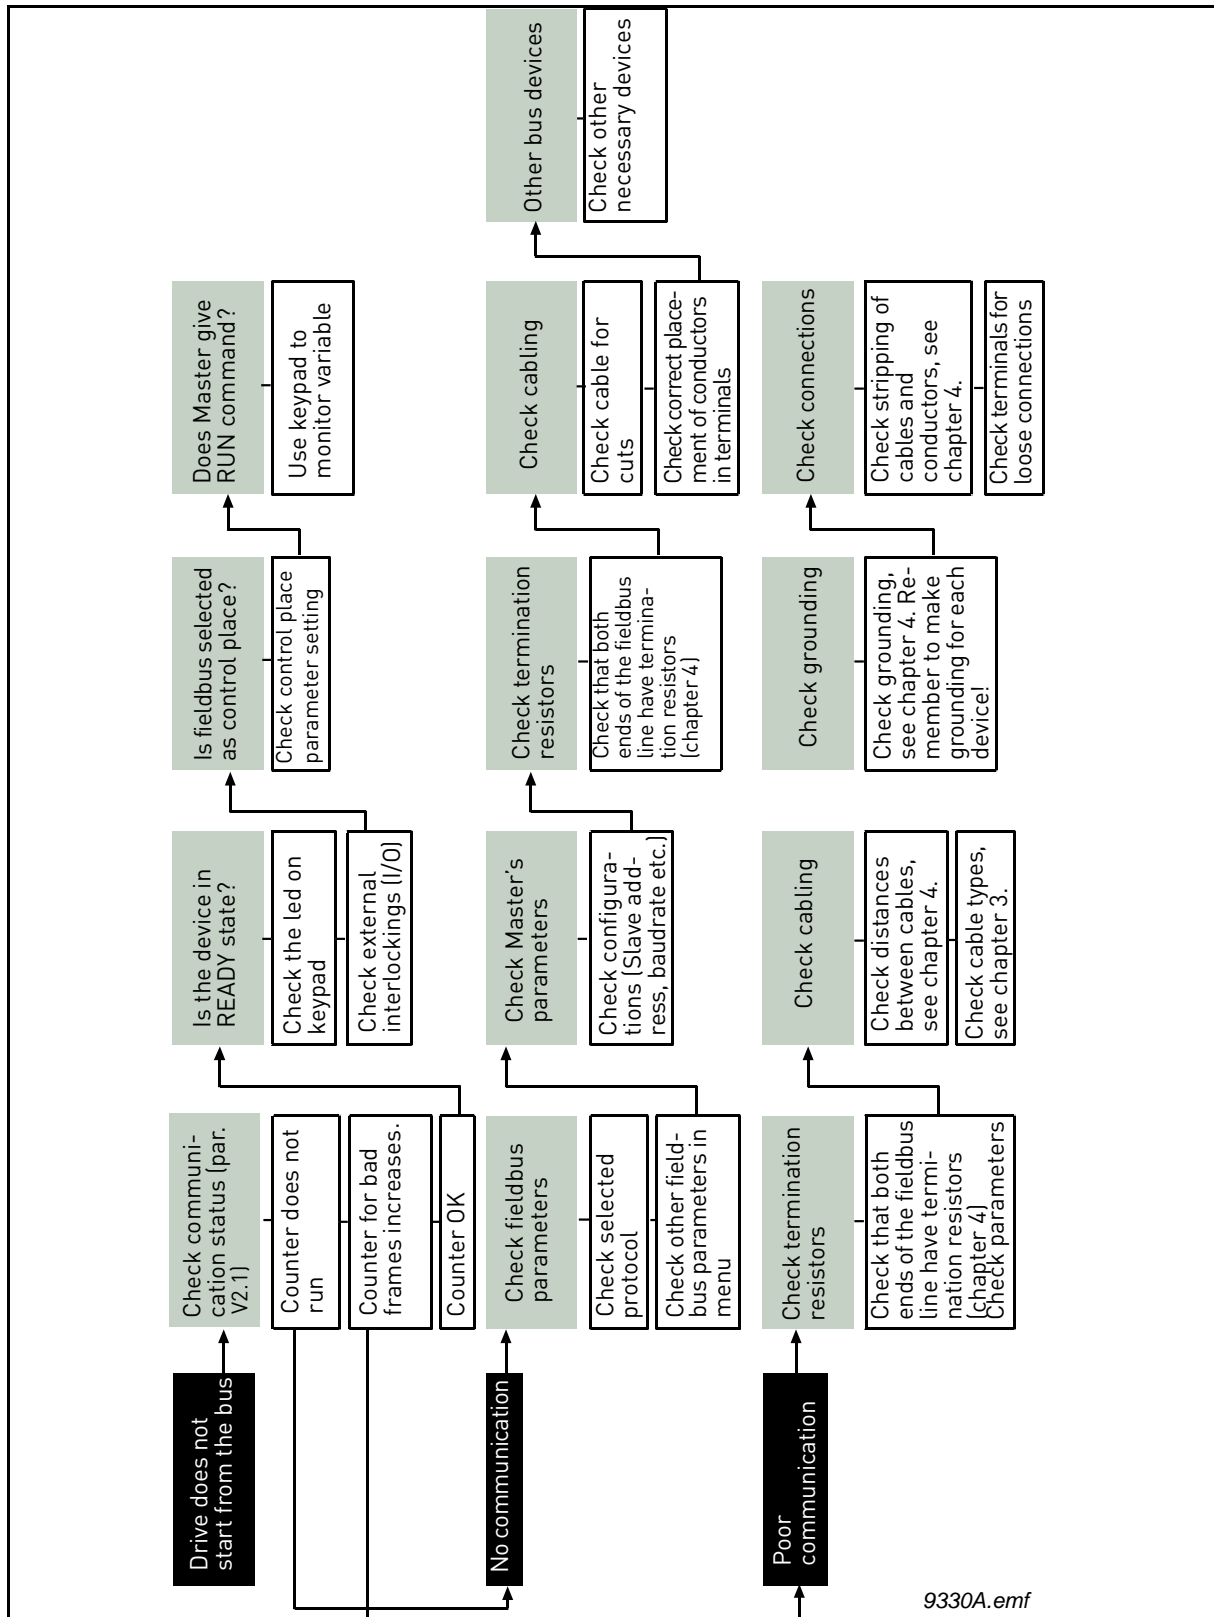 Drive does not
start from the bus
Check communi-
cation status (par.
V2.1)
Counter does not
run
Counter for bad
frames increases.
Counter OK
Is the device in
READY state?
Check the led on
keypad
Check external
interlockings (I/O)
Is fieldbus selected
as control place?
Check control place
parameter setting
Does Master give
RUN command?
Use keypad to
monitor variable
No communication
Check fieldbus
parameters
Check selected
protocol
Check other field-
bus parameters in
menu
Check Master's
parameters
Check configura-
tions (Slave add-
ress, baudrate etc.)
Check termination
resistors
Check that both
ends of the fieldbus
line have termina-
tion resistors
(chapter 4)
Check cabling
Check cable for
cuts
Check correct place-
ment of conductors
in terminals
Other bus devices
Check other
necessary devices
Poor
communication
Check termination
resistors
Check that both
ends of the fieldbus
line have termi-
nation resistors
(chapter 4)
Check parameters
Check cabling
Check distances
between cables,
see chapter 4.
Check cable types,
see chapter 3.
Check grounding
Check grounding,
see chapter 4. Re-
member to make
grounding for each
device!
Check connections
Check stripping of
cables and
conductors, see
chapter 4.
Check terminals for
loose connections
9330A.emf